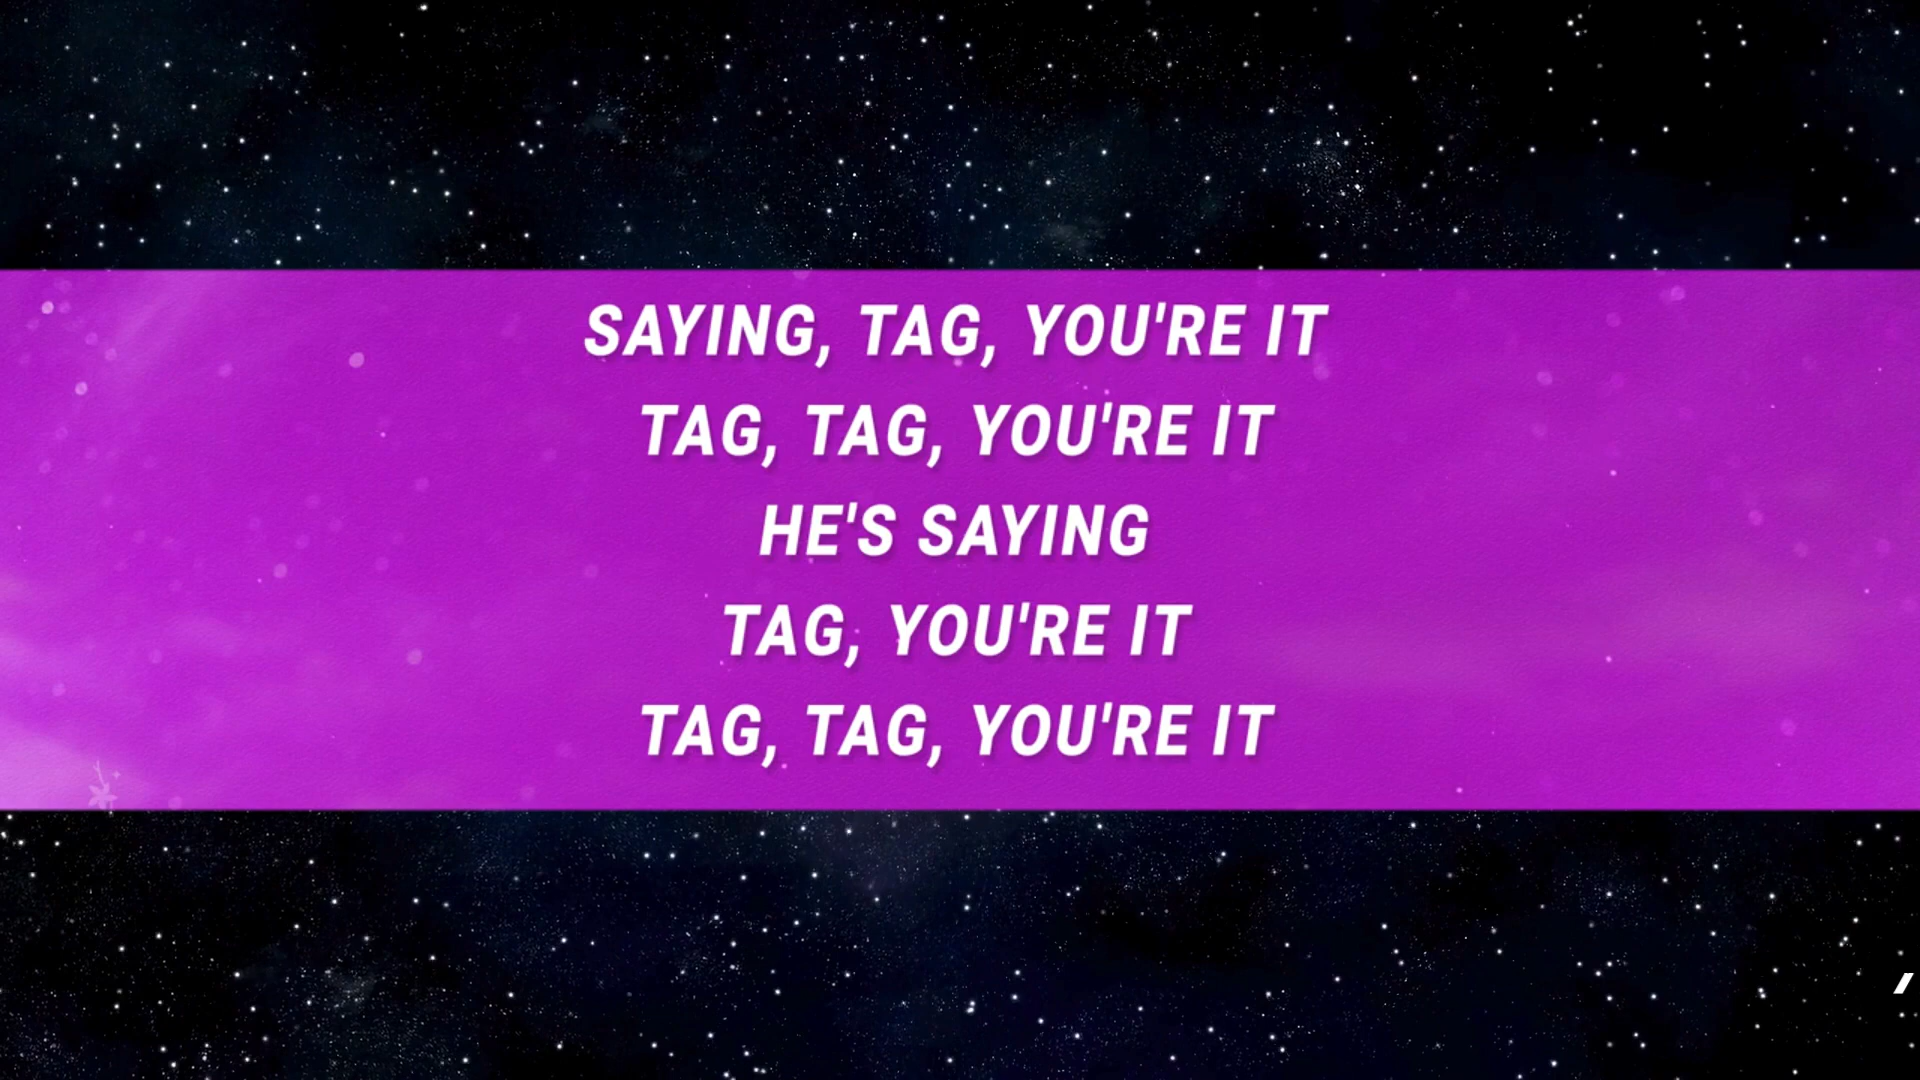 SAYING, TAG, YOU'RE IT
TAG, TAG, YOU'RE IT
HE'S SAYING
TAG, YOU'RE IT
TAG, TAG, YOU'RE IT